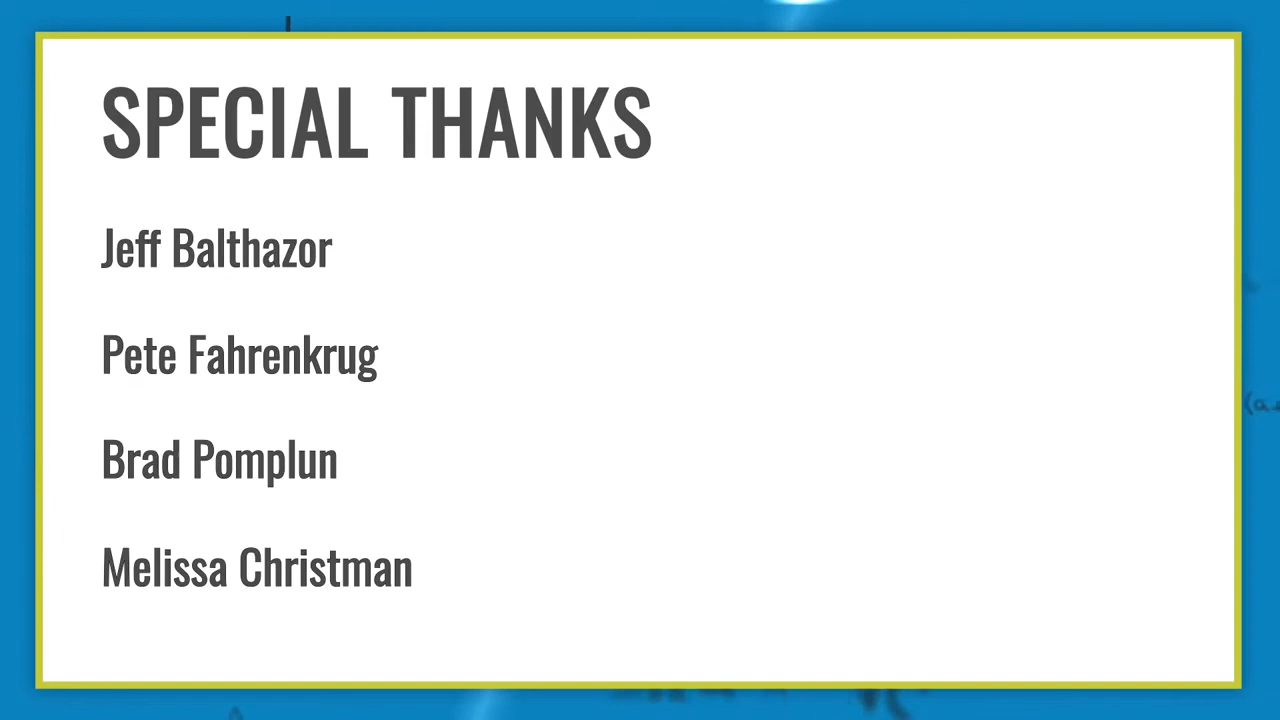 SPECIAL THANKS
Jeff Balthazor
Pete Fahrenkrug
Brad Pomplun
Melissa Christman